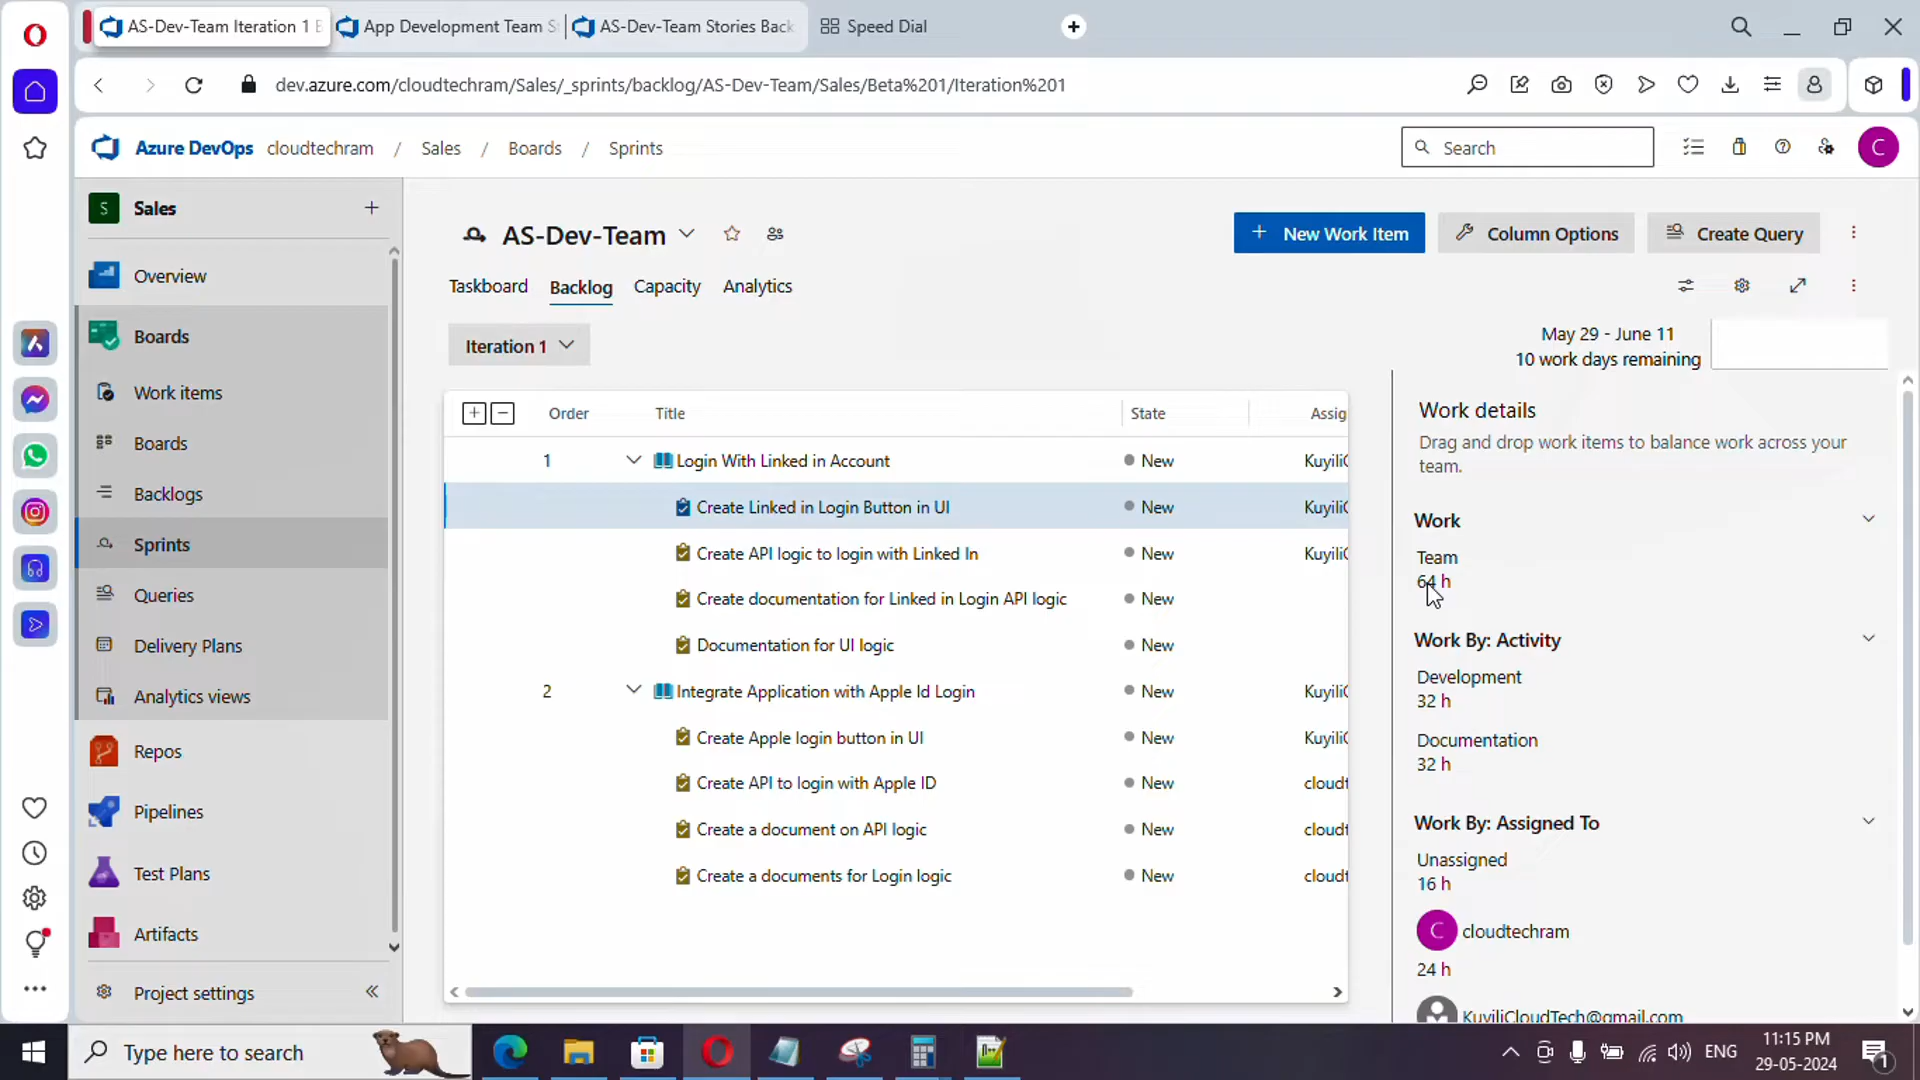 AS-Dev-Team Iteration 1 B
App Development Team S
AS-Dev-Team Stories Back
Speed Dial
dev.azure.com/cloudtechram/Sales/_sprints/backlog/AS-Dev-Team/Sales/Beta%201/Iteration%201
Azure DevOps cloudtechram / Sales / Boards / Sprints
Search
C
S Sales +
Overview
Boards
Work items
Boards
Backlogs
Sprints
Queries
Delivery Plans
Analytics views
Repos
Pipelines
Test Plans
Artifacts
Project settings
AS-Dev-Team
+ New Work Item
Column Options
Create Query
Taskboard Backlog Capacity Analytics
Iteration 1
May 29 - June 11
10 work days remaining
Order Title State Assig
1 Login With Linked in Account New KuyiliC
Create Linked in Login Button in UI New KuyiliC
Create API logic to login with Linked In New KuyiliC
Create documentation for Linked in Login API logic New
Documentation for UI logic New
2 Integrate Application with Apple Id Login New KuyiliC
Create Apple login button in UI New KuyiliC
Create API to login with Apple ID New cloudt
Create a document on API logic New cloudt
Create a documents for Login logic New cloudt
Work details
Drag and drop work items to balance work across your
team.
Work
Team
64 h
Work By: Activity
Development
32 h
Documentation
32 h
Work By: Assigned To
Unassigned
16 h
C cloudtechram
24 h
KuyiliCloudTech@gmail.com
Type here to search
ENG
11:15 PM
29-05-2024
1